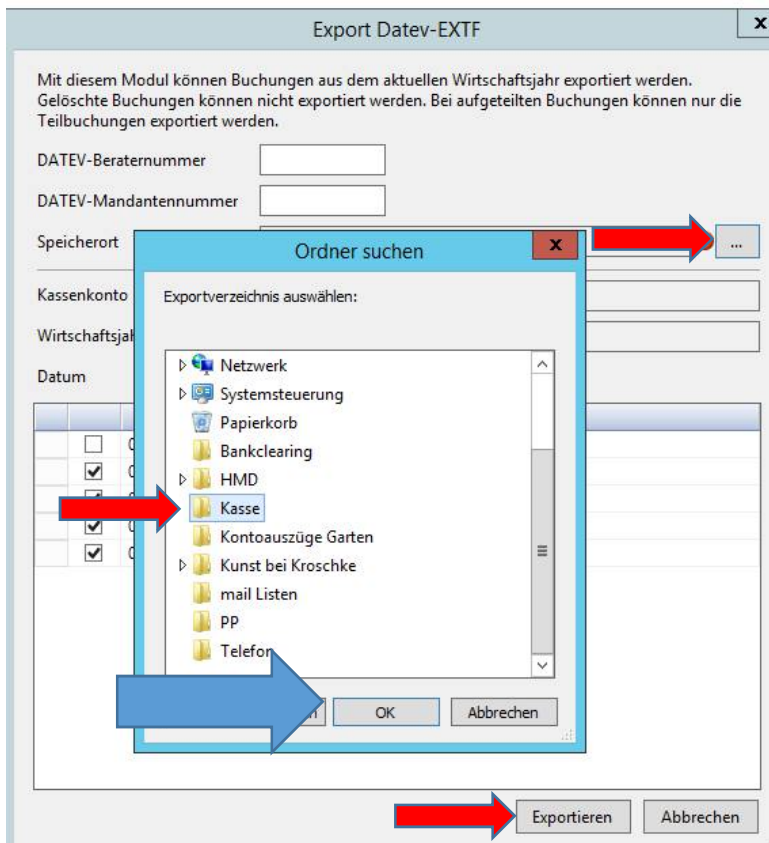 Export Datev-EXTF
x
Mit diesem Modul können Buchungen aus dem aktuellen Wirtschaftsjahr exportiert werden.
Gelöschte Buchungen können nicht exportiert werden. Bei aufgeteilten Buchungen können nur die
Teilbuchungen exportiert werden.
DATEV-Beraternummer
DATEV-Mandantennummer
Speicherort
...
Ordner suchen
x
Kassenkonto
Exportverzeichnis auswählen:
Datum
Netzwerk
Systemsteuerung
Papierkorb
Bankclearing
HMD
Kasse
Kontoauszüge Garten
Kunst bei Kroschke
mail Listen
PP
OK
Abbrechen
Exportieren
Abbrechen